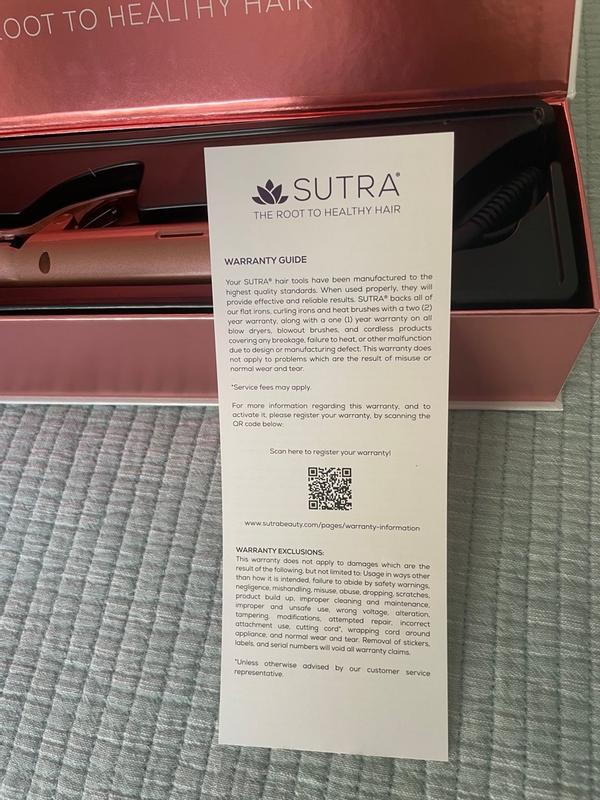 ROOT TO HEALTHY HAIR
SUTRA®
THE ROOT TO HEALTHY HAIR
WARRANTY GUIDE
Your SUTRA® hair tools have been manufactured to the
highest quality standards. When used properly, they will
provide effective and reliable results. SUTRA® backs all of
our flat irons, curling irons and heat brushes with a two (2)
year warranty, along with a one (1) year warranty on all
blow dryers, blowout brushes, and cordless products
covering any breakage, failure to heat, or other malfunction
due to design or manufacturing defect. This warranty does
not apply to problems which are the result of misuse or
normal wear and tear.
*Service fees may apply.
For more information regarding this warranty, and to
activate it, please register your warranty, by scanning the
QR code below:
Scan here to register your warranty!
www.sutrabeauty.com/pages/warranty-information
WARRANTY EXCLUSIONS:
This warranty does not apply to damages which are the
result of the following, but not limited to: Usage in ways other
than how it is intended, failure to abide by safety warnings,
negligence, mishandling, misuse, abuse, dropping, scratches,
product build up, improper cleaning and maintenance,
improper and unsafe use, wrong voltage, alteration,
tampering, modifications, attempted repair, incorrect
attachment use, cutting cord*, wrapping cord around
appliance, and normal wear and tear. Removal of stickers,
labels, and serial numbers will void all warranty claims.
*Unless otherwise advised by our customer service
representative.